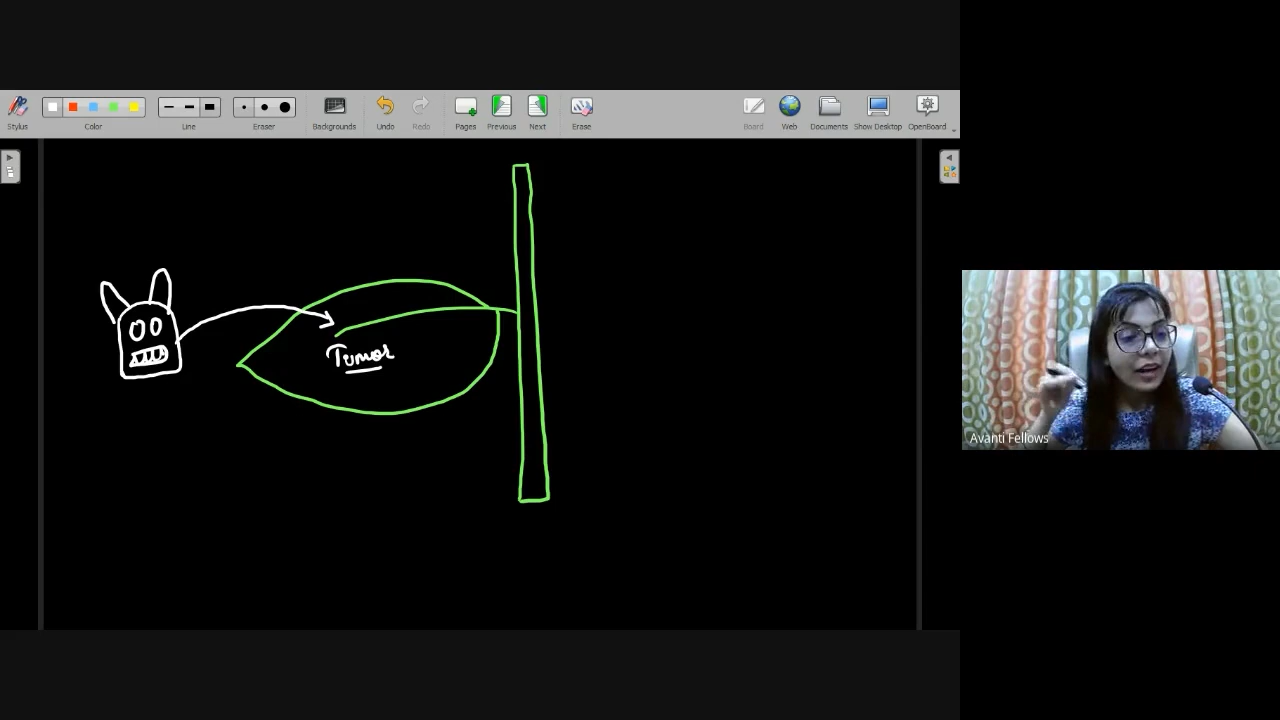 Stylus
Color
Line
Eraser
Backgrounds
Undo
Redo
Pages
Previous
Next
Erase
Board
Web
Documents
Show Desktop
OpenBoard
Tumor
Avanti Fellows